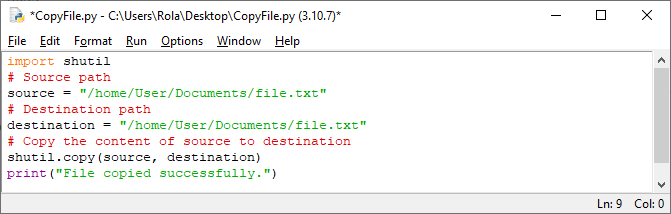 *CopyFile.py - C:\Users\Rola\Desktop\CopyFile.py (3.10.7)*
File Edit Format Run Options Window Help
import shutil
# Source path
source = "/home/User/Documents/file.txt"
# Destination path
destination = "/home/User/Documents/file.txt"
# Copy the content of source to destination
shutil.copy(source, destination)
print("File copied successfully.")
Ln: 9 Col: 0